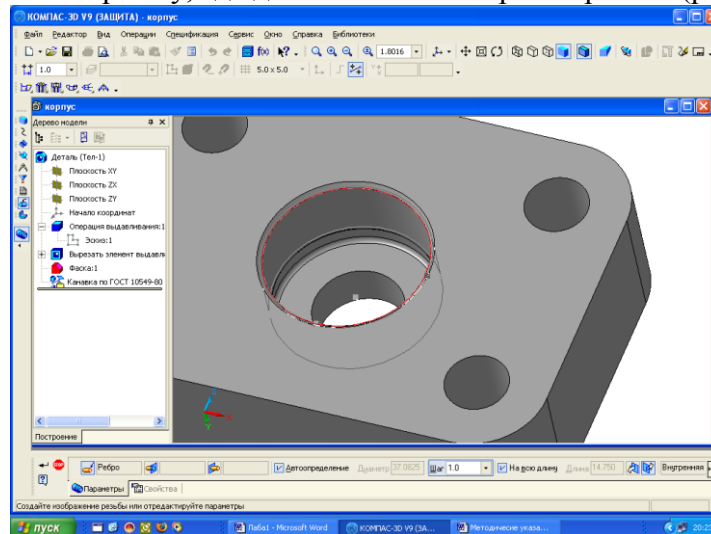 КОМПАС-3D V9 (ЗАЩИТА) - корпус
Файл Редактор Вид Операции Спецификация Сервис Окно Справка Библиотеки
1.8016
1.0 5.0 x 5.0
корпус
Дерево модели
Деталь (Тел-1)
Плоскость XY
Плоскость ZX
Плоскость ZY
Начало координат
Операция выдавливания:1
Эскиз:1
Вырезать элемент выдавли
Фаска:1
Канавка по ГОСТ 10549-80
Построение
Ребро Автоопределение Диаметр 37.0825 Шаг 1.0 На всю длину Длина 14.750 Внутренняя
Параметры Свойства
Создайте изображение резьбы или отредактируйте параметры
пуск Лаба1 - Microsoft Word КОМПАС-3D V9 (ЗА... Методичесие указа... 20:23